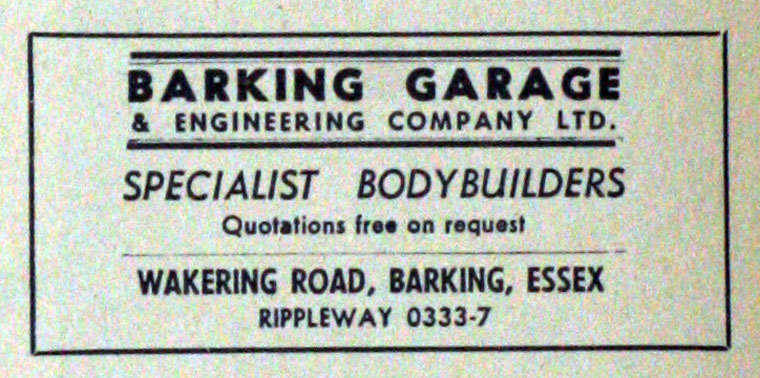 BARKING GARAGE
& ENGINEERING COMPANY LTD.
SPECIALIST BODYBUILDERS
Quotations free on request
WAKERING ROAD, BARKING, ESSEX
RIPPLEWAY 0333-7